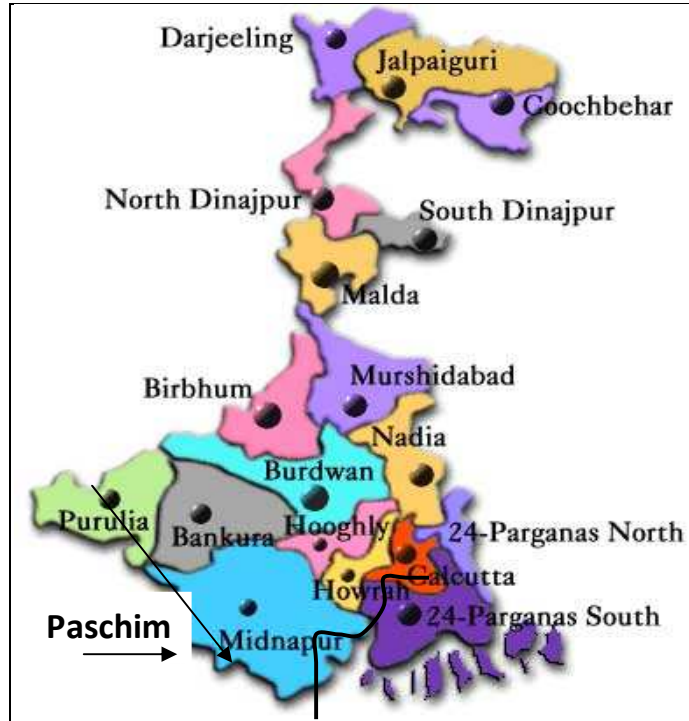 Darjeeling
Jalpaiguri
Coochbehar
North Dinajpur
South Dinajpur
Malda
Birbhum
Murshidabad
Nadia
Burdwan
Purulia
Bankura
Hooghly
24-Parganas North
Howrah
Calcutta
24-Parganas South
Paschim
Midnapur